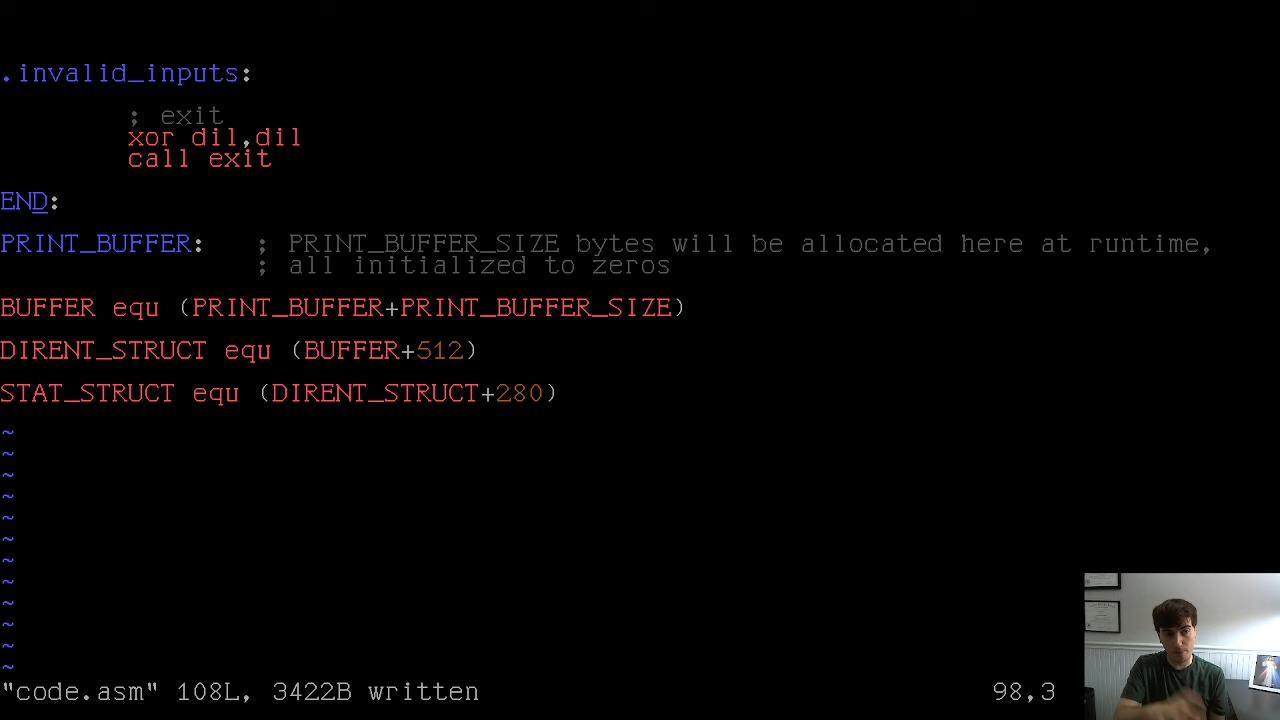 .invalid_inputs:
; exit
xor dil,dil
call exit
END:
PRINT_BUFFER: ; PRINT_BUFFER_SIZE bytes will be allocated here at runtime,
; all initialized to zeros
BUFFER equ (PRINT_BUFFER+PRINT_BUFFER_SIZE)
DIRENT_STRUCT equ (BUFFER+512)
STAT_STRUCT equ (DIRENT_STRUCT+280)
~
~
~
~
~
~
~
~
~
~
~
~
"code.asm" 108L, 3422B written 98,3